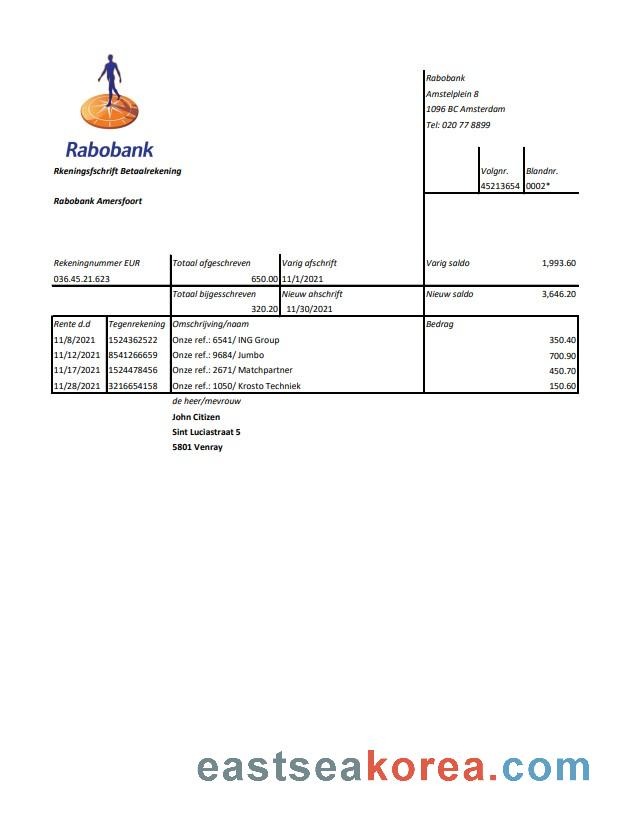 Rabobank
Amstelplein 8
1096 BC Amsterdam
Tel: 020 77 8899
Rabobank
Rkeningsfschrift Betaalrekening
Volgnr. Blandnr.
45213654 0002*
Rabobank Amersfoort
Rekeningnummer EUR Totaal afgeschreven Varig afschrift Varig saldo 1,993.60
036.45.21.623 650.00 11/1/2021
Totaal bijgesschreven Nieuw ahschrift Nieuw saldo 3,646.20
320.20 11/30/2021
Rente d.d Tegenrekening Omschrijving/naam Bedrag
11/8/2021 1524362522 Onze ref.: 6541/ ING Group 350.40
11/12/2021 8541266659 Onze ref.: 9684/ Jumbo 700.90
11/17/2021 1524478456 Onze ref.: 2671/ Matchpartner 450.70
11/28/2021 3216654158 Onze ref.: 1050/ Krosto Techniek 150.60
de heer/mevrouw
John Citizen
Sint Luciastraat 5
5801 Venray
eastseakorea.com